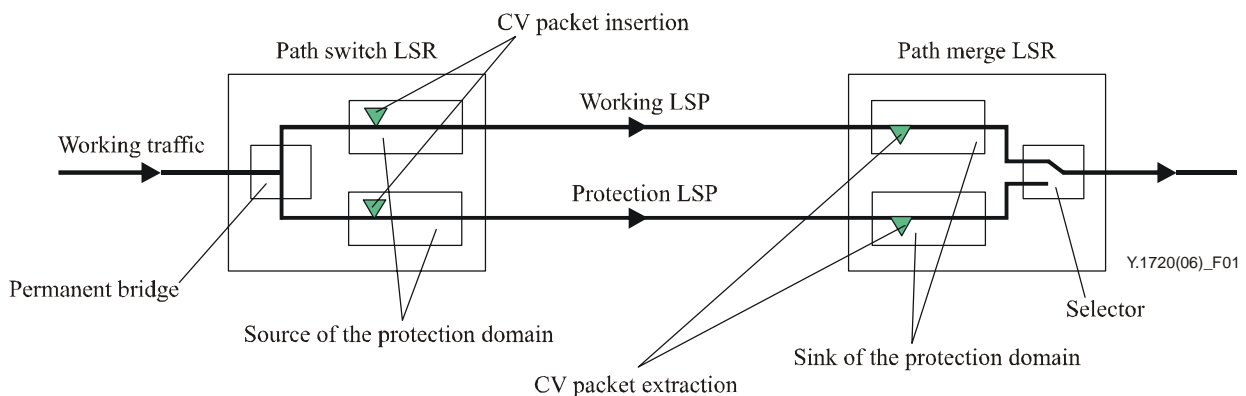 CV packet insertion
Path switch LSR
Path merge LSR
Working LSP
Working traffic
Protection LSP
Y.1720(06)_F01
Permanent bridge
Selector
Source of the protection domain
Sink of the protection domain
CV packet extraction